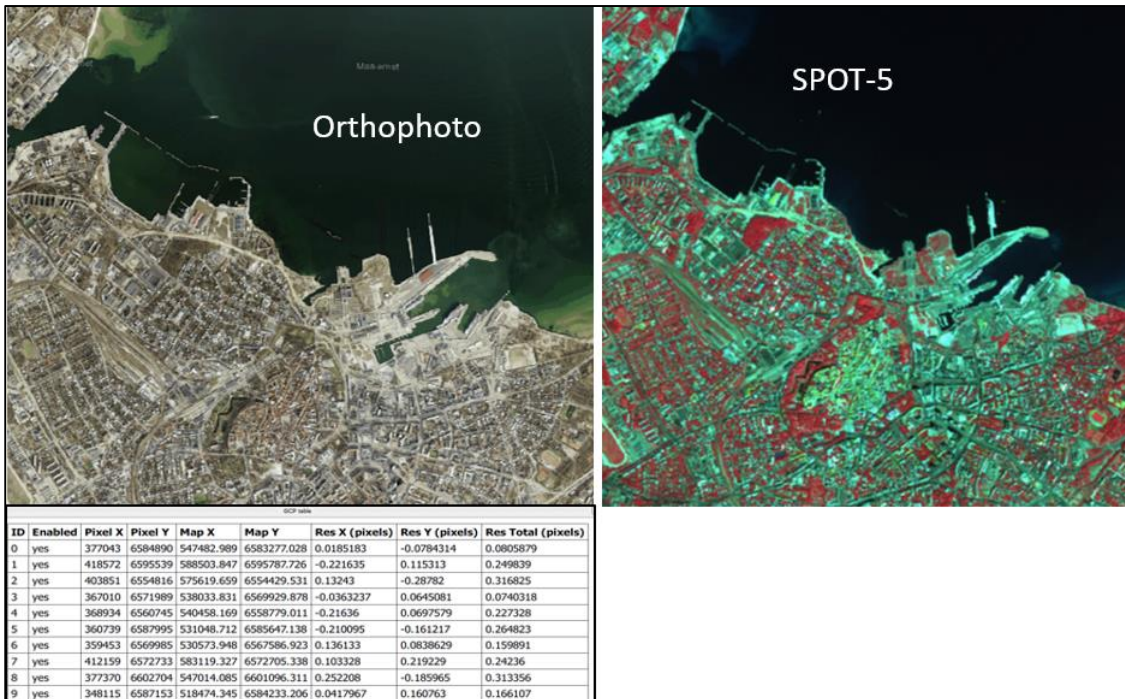 Orthophoto
SPOT-5
GCP table
ID Enabled Pixel X Pixel Y Map X Map Y Res X (pixels) Res Y (pixels) Res Total (pixels)
0 yes 377043 6584890 547482.989 6583277.028 0.0185183 -0.0784314 0.0805879
1 yes 418572 6595539 588503.847 6595787.726 -0.221635 0.115313 0.249839
2 yes 403851 6554816 575619.659 6554429.531 0.13243 -0.28782 0.316825
3 yes 367010 6571989 538033.831 6569929.878 -0.0363237 0.0645081 0.0740318
4 yes 368934 6560745 540458.169 6558779.011 -0.21636 0.0697579 0.227328
5 yes 360739 6587995 531048.712 6585647.138 -0.210095 -0.161217 0.264823
6 yes 359453 6569985 530573.948 6567586.923 0.136133 0.0838629 0.159891
7 yes 412159 6572733 583119.327 6572705.338 0.103328 0.219229 0.24236
8 yes 377370 6602704 547014.085 6601096.311 0.252208 -0.185965 0.313356
9 yes 348115 6587153 518474.345 6584233.206 0.0417967 0.160763 0.166107